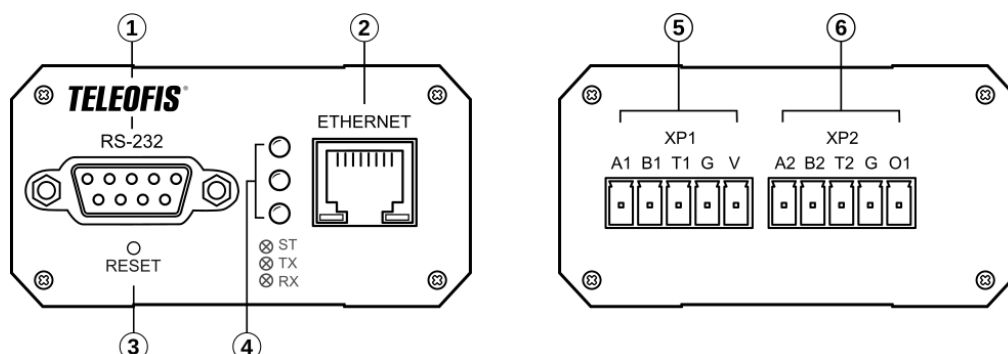 1 2 5 6
TELEOFIS®
RS-232
ETHERNET
XP1 XP2
A1 B1 T1 G V A2 B2 T2 G O1
ST
TX
RX
RESET
3 4